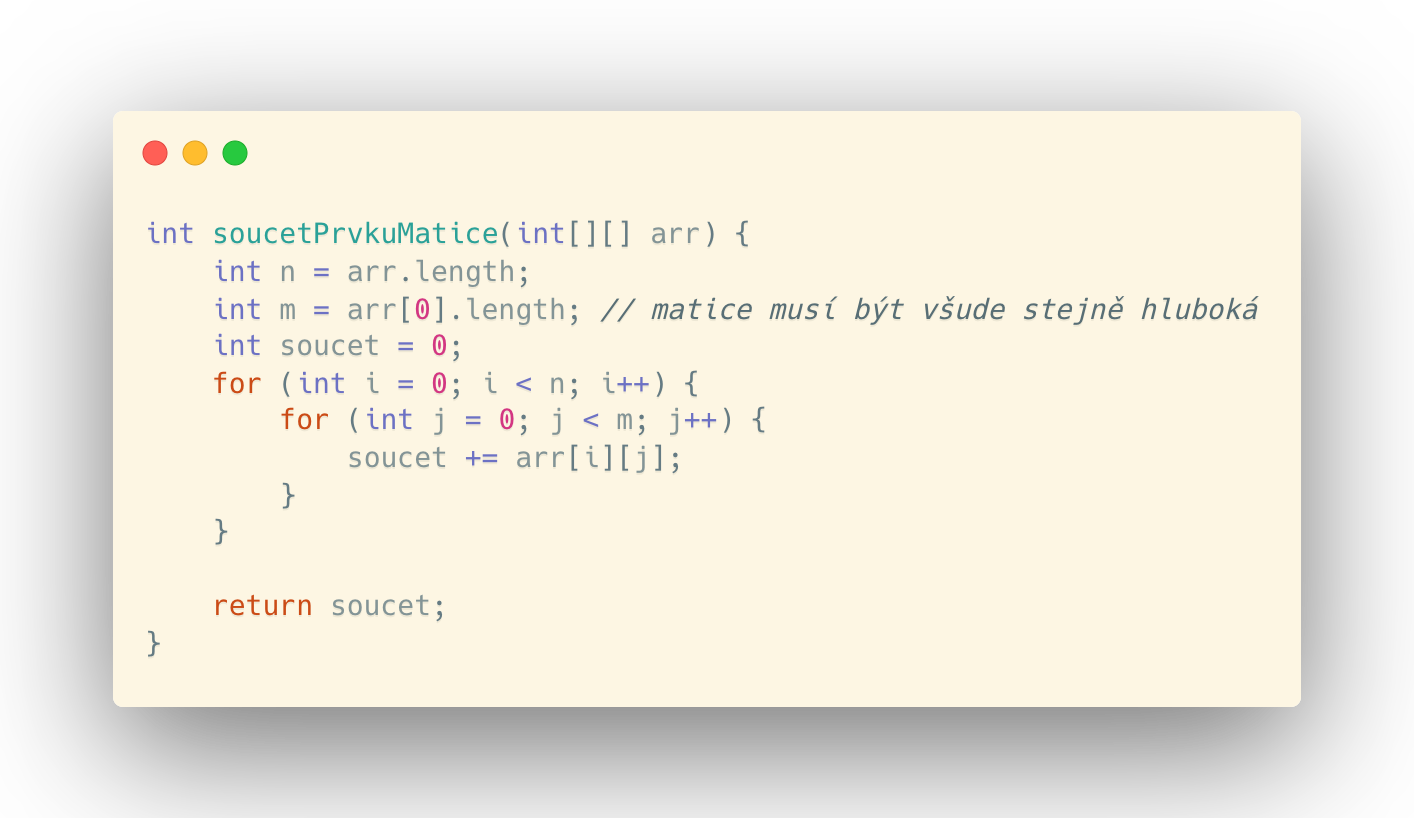 int soucetPrvkuMatice(int[][] arr) {
    int n = arr.length;
    int m = arr[0].length; // matice musí být všude stejně hluboká
    int soucet = 0;
    for (int i = 0; i < n; i++) {
        for (int j = 0; j < m; j++) {
            soucet += arr[i][j];
        }
    }

    return soucet;
}